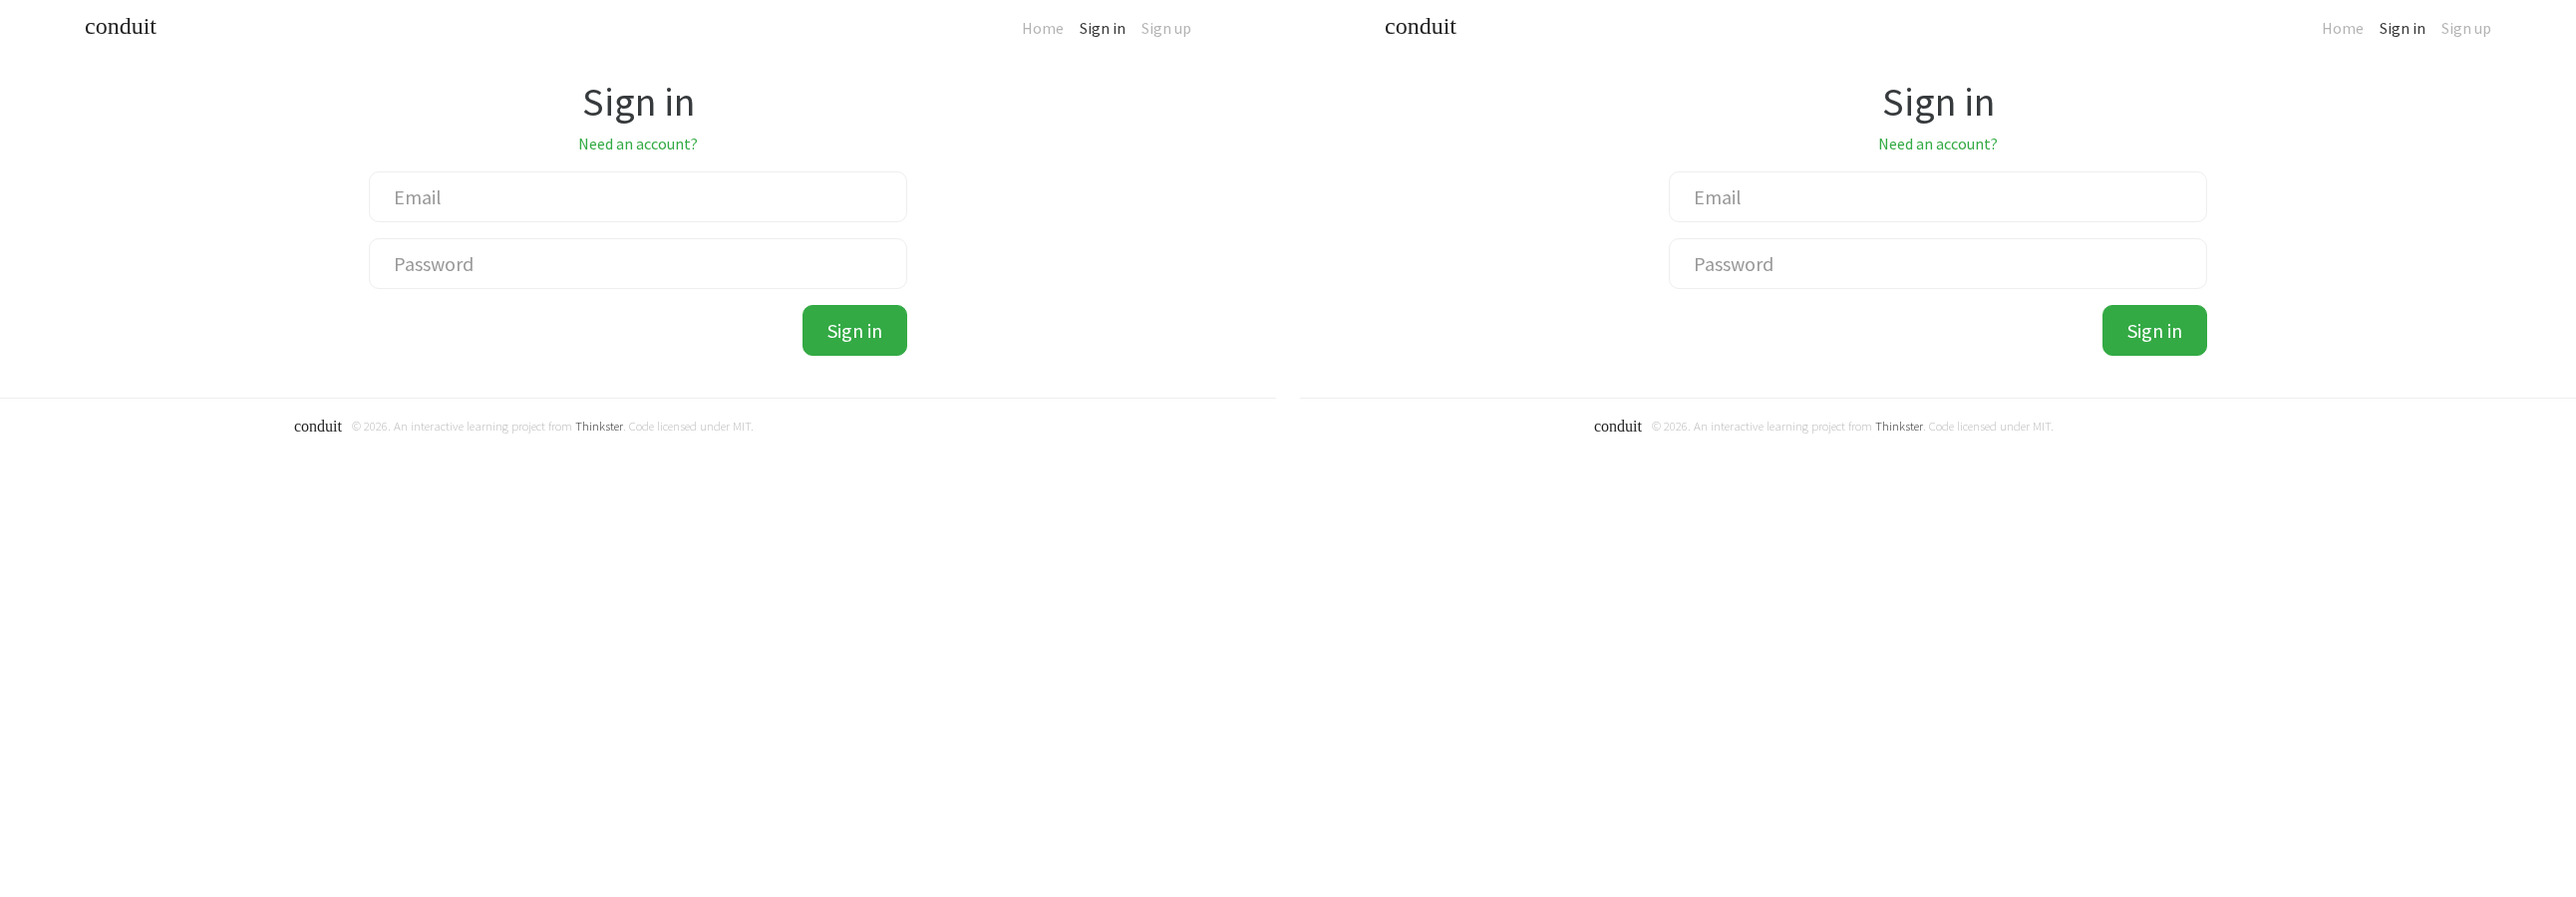 conduit Home Sign in Sign up
Sign in
Need an account?
Email
Password
Sign in
conduit © 2026. An interactive learning project from Thinkster. Code licensed under MIT.
conduit Home Sign in Sign up
Sign in
Need an account?
Email
Password
Sign in
conduit © 2026. An interactive learning project from Thinkster. Code licensed under MIT.